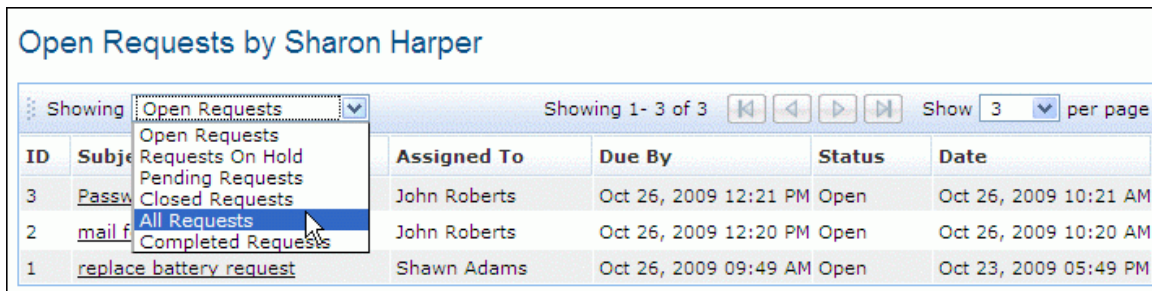 Open Requests by Sharon Harper
Showing Open Requests Showing 1- 3 of 3 Show 3 per page
Open Requests
Requests On Hold
Pending Requests
Closed Requests
All Requests
Completed Requests
ID Subje Assigned To Due By Status Date
3 Passw John Roberts Oct 26, 2009 12:21 PM Open Oct 26, 2009 10:21 AM
2 mail f John Roberts Oct 26, 2009 12:20 PM Open Oct 26, 2009 10:20 AM
1 replace battery request Shawn Adams Oct 26, 2009 09:49 AM Open Oct 23, 2009 05:49 PM